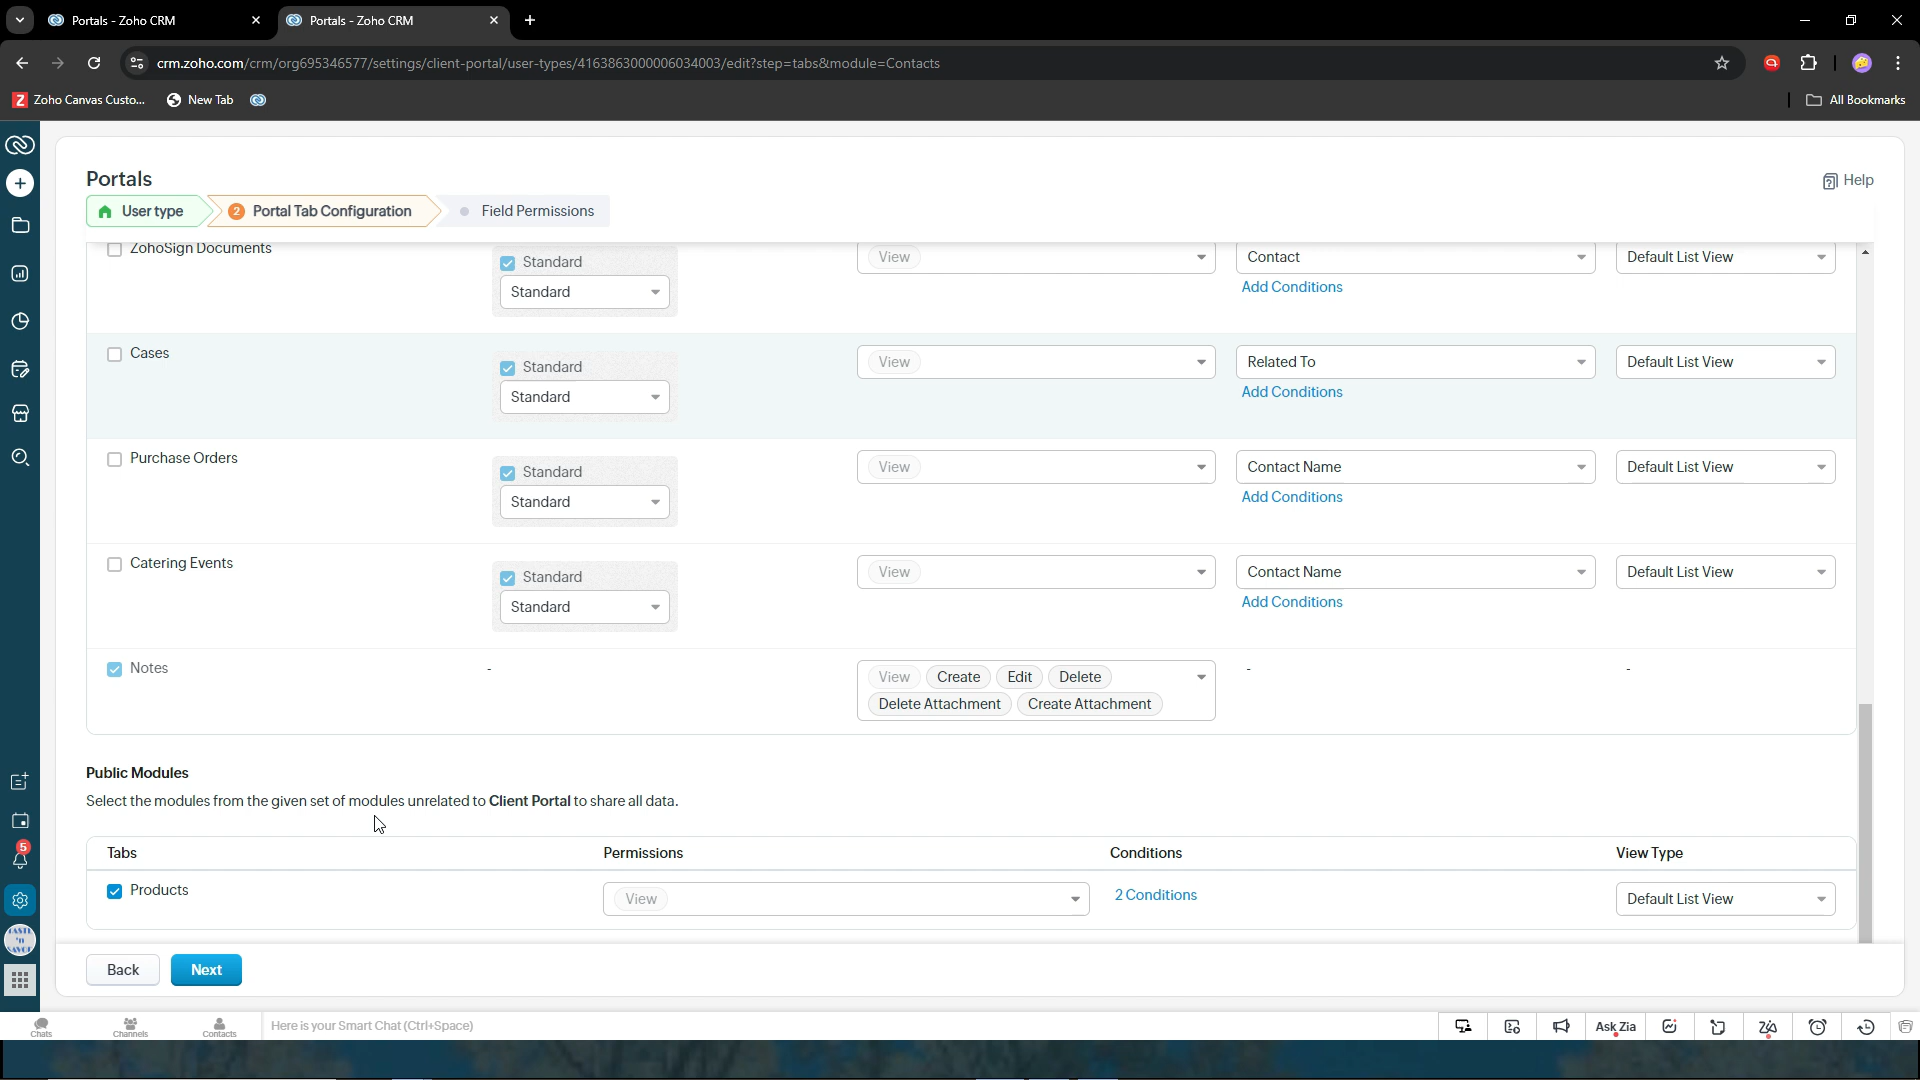 Portals - Zoho CRM
Portals - Zoho CRM
crm.zoho.com/crm/org695346577/settings/client-portal/user-types/4163863000006034003/edit?step=tabs&module=Contacts
Zoho Canvas Custo...
New Tab
All Bookmarks
Portals
Help
User type
2 Portal Tab Configuration
Field Permissions
ZohoSign Documents
Standard
Standard
View
Contact
Add Conditions
Default List View
Cases
Standard
Standard
View
Related To
Add Conditions
Default List View
Purchase Orders
Standard
Standard
View
Contact Name
Add Conditions
Default List View
Catering Events
Standard
Standard
View
Contact Name
Add Conditions
Default List View
Notes
-
View Create Edit Delete
Delete Attachment Create Attachment
-
-
Public Modules
Select the modules from the given set of modules unrelated to Client Portal to share all data.
Tabs Permissions Conditions View Type
Products View 2 Conditions Default List View
5
Back Next
Chats Channels Contacts
Here is your Smart Chat (Ctrl+Space)
Ask Zia